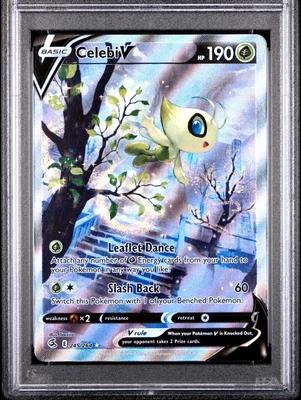 BASIC
Celebi V
HP 190
Leaflet Dance
Attach any number of Energy cards from your hand to
your Pokémon in any way you like.
Slash Back 60
Switch this Pokémon with 1 of your Benched Pokémon.
weakness ×2 resistance retreat
V rule When your Pokémon V is Knocked Out,
your opponent takes 2 Prize cards.
245/264